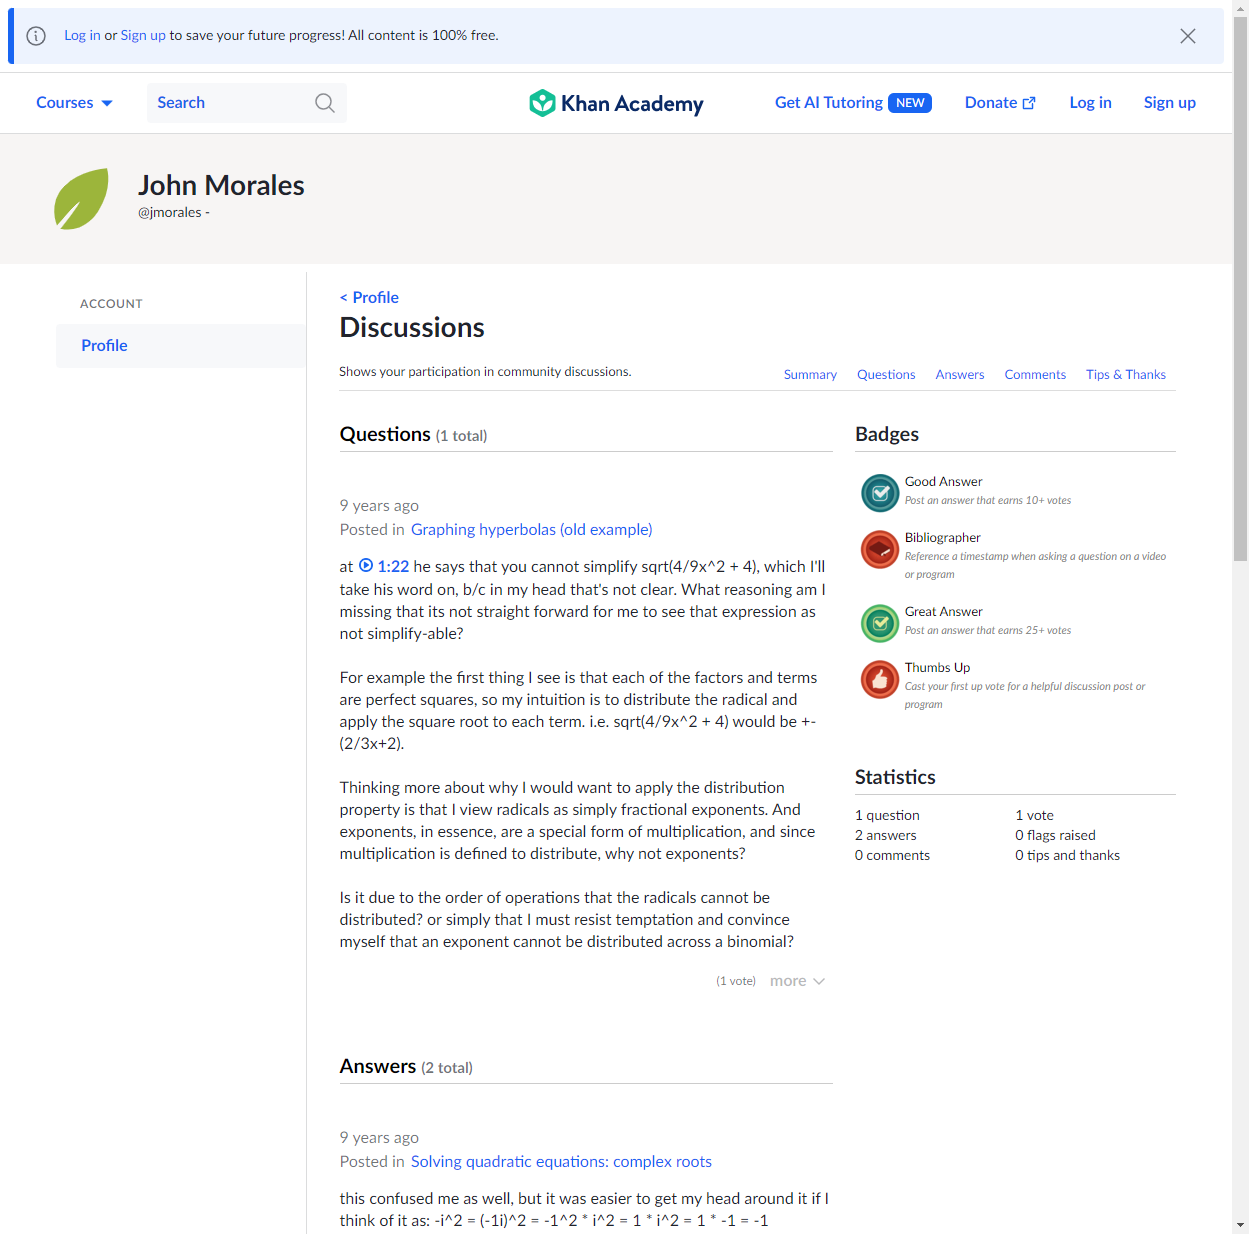 Log in or Sign up to save your future progress! All content is 100% free.
Courses
Search
Khan Academy
Get AI Tutoring NEW
Donate
Log in
Sign up
John Morales
@jmorales -
ACCOUNT
Profile
< Profile
Discussions
Shows your participation in community discussions.
Summary Questions Answers Comments Tips & Thanks
Questions (1 total)
9 years ago
Posted in Graphing hyperbolas (old example)
at 1:22 he says that you cannot simplify sqrt(4/9x^2 + 4), which I'll
take his word on, b/c in my head that's not clear. What reasoning am I
missing that its not straight forward for me to see that expression as
not simplify-able?
For example the first thing I see is that each of the factors and terms
are perfect squares, so my intuition is to distribute the radical and
apply the square root to each term. i.e. sqrt(4/9x^2 + 4) would be +-
(2/3x+2).
Thinking more about why I would want to apply the distribution
property is that I view radicals as simply fractional exponents. And
exponents, in essence, are a special form of multiplication, and since
multiplication is defined to distribute, why not exponents?
Is it due to the order of operations that the radicals cannot be
distributed? or simply that I must resist temptation and convince
myself that an exponent cannot be distributed across a binomial?
(1 vote) more
Answers (2 total)
9 years ago
Posted in Solving quadratic equations: complex roots
this confused me as well, but it was easier to get my head around it if I
think of it as: -i^2 = (-1i)^2 = -1^2 * i^2 = 1 * i^2 = 1 * -1 = -1
Badges
Good Answer
Post an answer that earns 10+ votes
Bibliographer
Reference a timestamp when asking a question on a video
or program
Great Answer
Post an answer that earns 25+ votes
Thumbs Up
Cast your first up vote for a helpful discussion post or
program
Statistics
1 question
1 vote
2 answers
0 flags raised
0 comments
0 tips and thanks